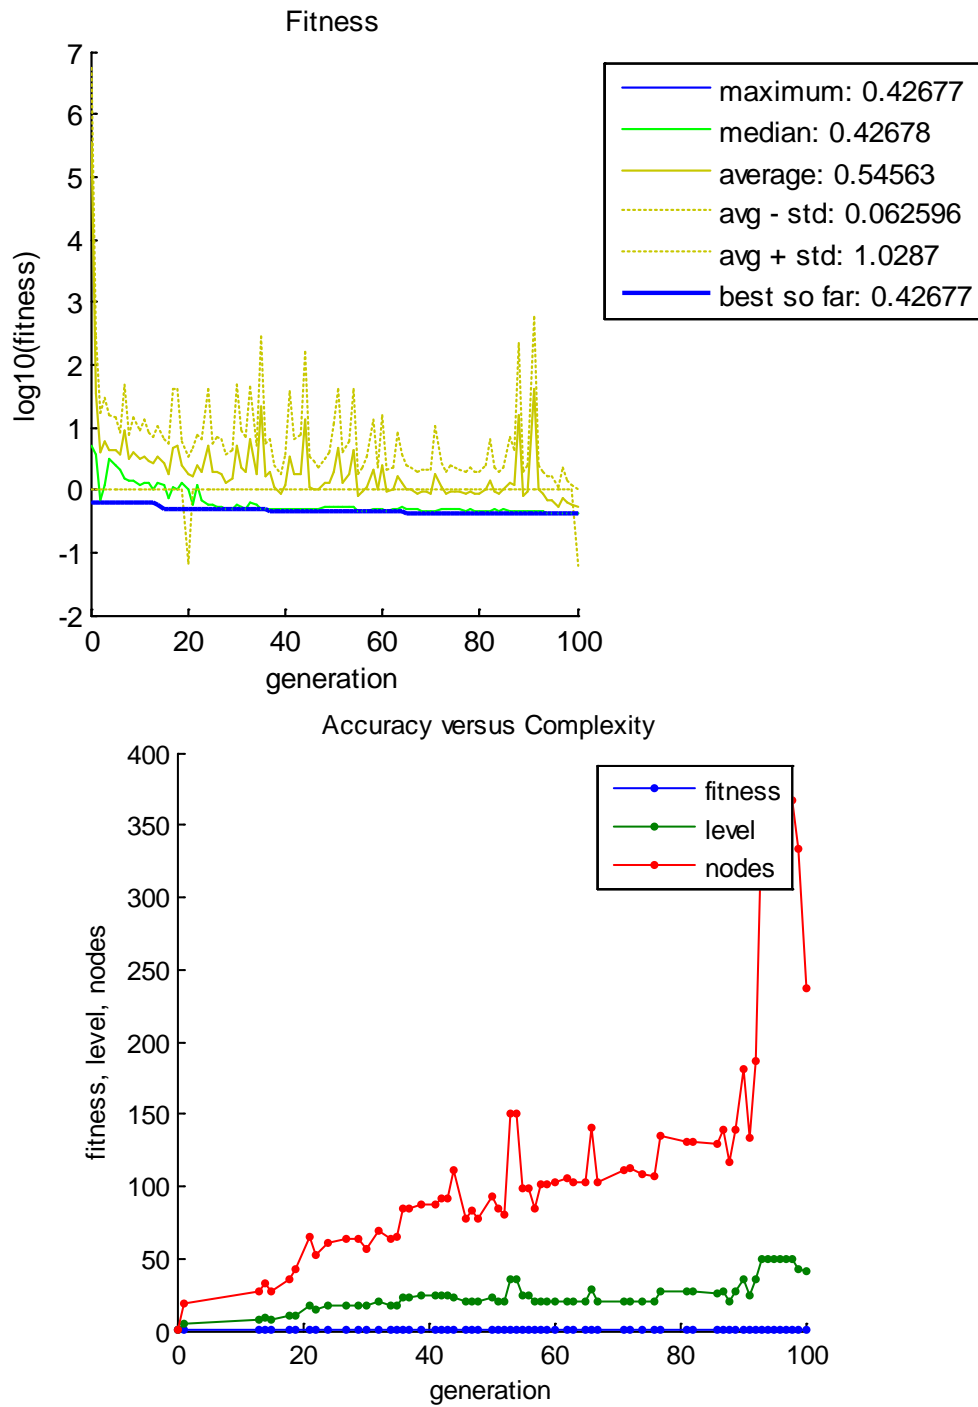 Fitness
7
6
5
4
3
2
1
0
-1
-2
log10(fitness)
0 20 40 60 80 100
generation
maximum: 0.42677
median: 0.42678
average: 0.54563
avg - std: 0.062596
avg + std: 1.0287
best so far: 0.42677
Accuracy versus Complexity
400
350
300
250
200
150
100
50
0
fitness, level, nodes
0 20 40 60 80 100
generation
fitness
level
nodes